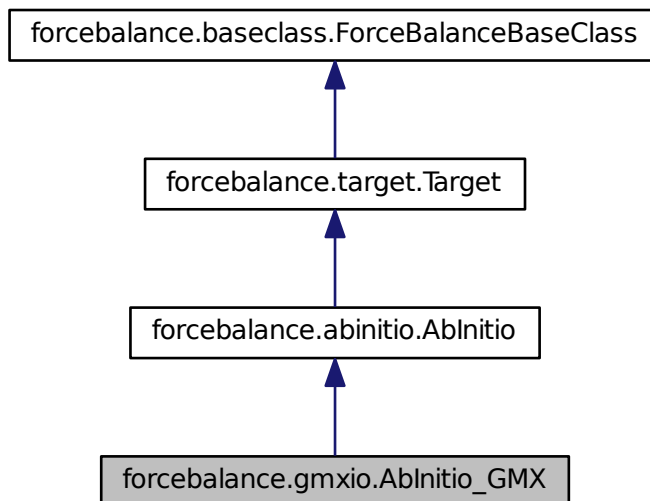 forcebalance.baseclass.ForceBalanceBaseClass
forcebalance.target.Target
forcebalance.abinitio.AbInitio
forcebalance.gmxio.AbInitio_GMX